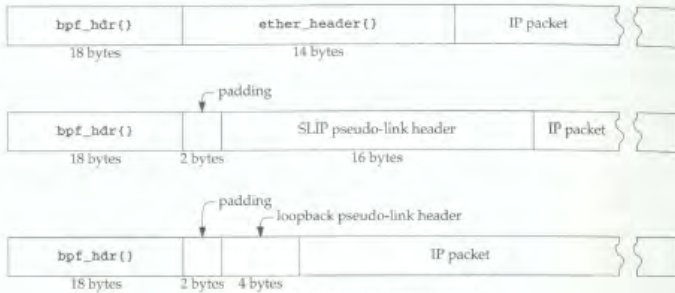 bpf_hdr{} ether_header{} IP packet
18 bytes 14 bytes
padding
bpf_hdr{} SLIP pseudo-link header IP packet
18 bytes 2 bytes 16 bytes
padding
loopback pseudo-link header
bpf_hdr{} IP packet
18 bytes 2 bytes 4 bytes